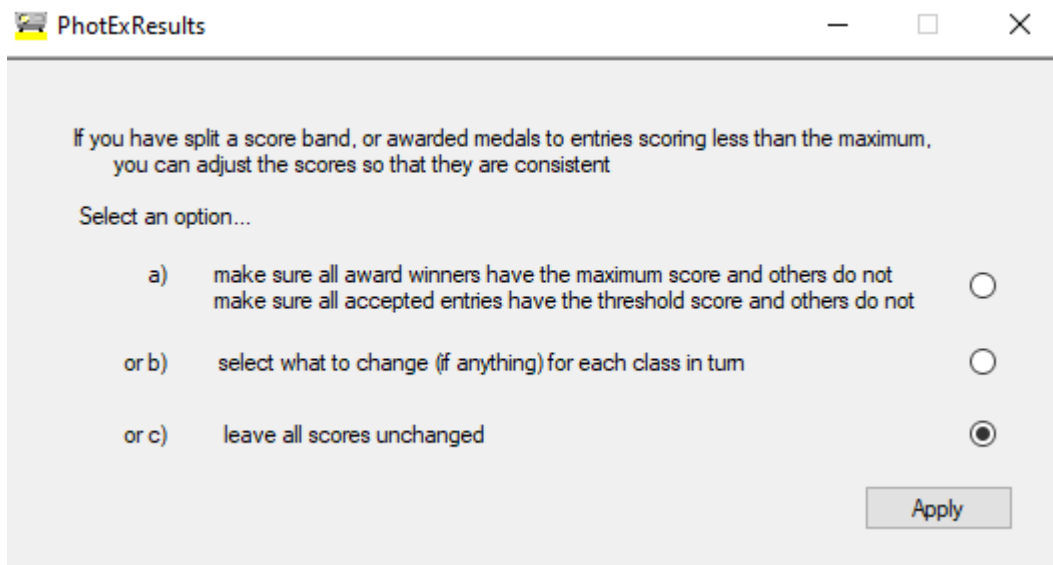 PhotExResults
If you have split a score band, or awarded medals to entries scoring less than the maximum,
you can adjust the scores so that they are consistent
Select an option...
a) make sure all award winners have the maximum score and others do not
make sure all accepted entries have the threshold score and others do not
or b) select what to change (if anything) for each class in turn
or c) leave all scores unchanged
Apply